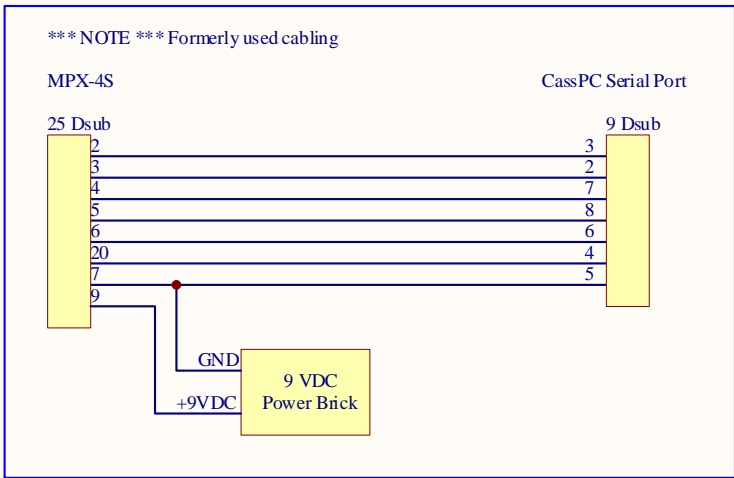 *** NOTE *** Formerly used cabling
MPX-4S CassPC Serial Port
25 Dsub 9 Dsub
2 3
3 2
4 7
5 8
6 6
20 4
7 5
9
GND
9 VDC
+9VDC Power Brick